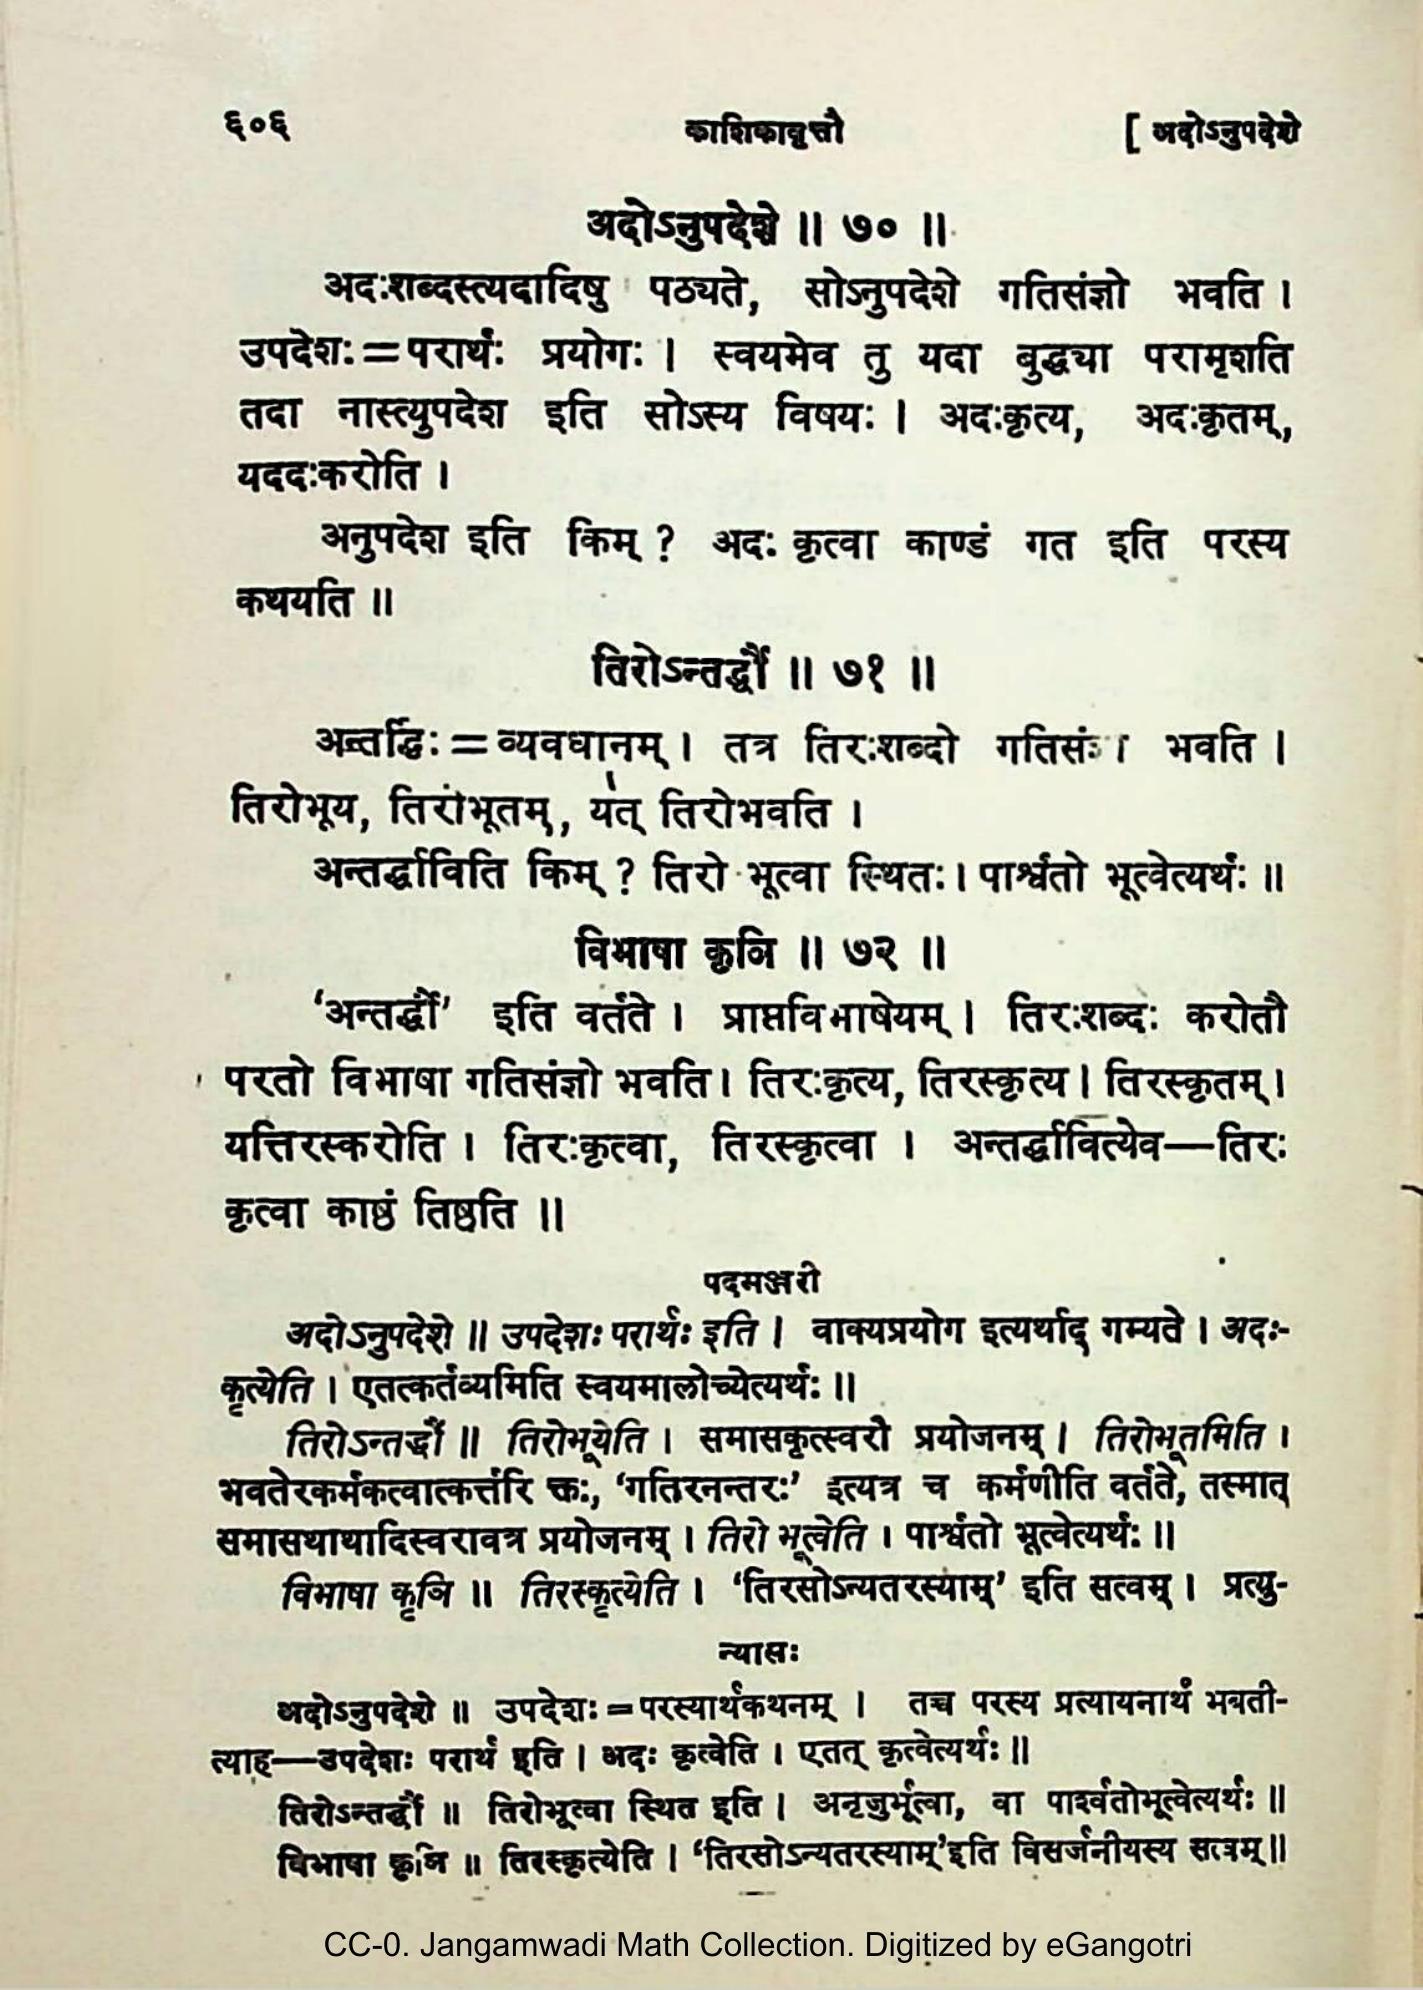 ६०६ काशिकावृत्तौ [ अदोऽनुपदेशे
अदोऽनुपदेशे ॥ ७० ॥
अदःशब्दस्त्यदादिषु पठ्यते, सोऽनुपदेशे गतिसंज्ञो भवति ।
उपदेशः=परार्थः प्रयोगः । स्वयमेव तु यदा बुद्ध्या परामृशति
तदा नास्त्युपदेश इति सोऽस्य विषयः । अदःकृत्य, अदःकृतम्,
यददःकरोति ।
अनुपदेश इति किम् ? अदः कृत्वा काण्डं गत इति परस्य
कथयति ॥
तिरोऽन्तर्द्धौ ॥ ७१ ॥
अन्तर्द्धिः=व्यवधानम् । तत्र तिरःशब्दो भवति ।
तिरोभूय, तिरोभूतम्, यत् तिरोभवति ।
अन्तर्द्धाविति किम् ? तिरो भूत्वा स्थितः । पार्श्वतो भूत्वेत्यर्थः ॥
विभाषा कृञि ॥ ७२ ॥
‘अन्तर्द्धौ’ इति वर्तते । प्राप्तविभाषेयम् । तिरःशब्दः करोतौ
परतो विभाषा गतिसंज्ञो भवति । तिरःकृत्य, तिरस्कृत्य । तिरस्कृतम् ।
यत्तिरस्करोति । तिरःकृत्वा, तिरस्कृत्वा । अन्तर्द्धावित्येव—तिरः
कृत्वा काष्ठं तिष्ठति ॥
पदमञ्जरी
अदोऽनुपदेशे ॥ उपदेशः परार्थः इति । वाक्यप्रयोग इत्यर्थाद् गम्यते । अदः-
कृत्येति । एतत्कर्तव्यमिति स्वयमालोच्येत्यर्थः ॥
तिरोऽन्तर्द्धौ ॥ तिरोभूयेति । समासकृत्स्वरौ प्रयोजनम् । तिरोभूतमिति ।
भवतेरकर्मकत्वात्कर्त्तरि क्तः, ‘गतिरनन्तरः’ इत्यत्र च कर्मणीति वर्तते, तस्मात्
समासथाथादिस्वरावत्र प्रयोजनम् । तिरो भूत्वेति । पार्श्वतो भूत्वेत्यर्थः ॥
विभाषा कृञि ॥ तिरस्कृत्येति । ‘तिरसोऽन्यतरस्याम्’ इति सत्वम् । प्रत्यु-
न्यासः
अदोऽनुपदेशे ॥ उपदेशः=परस्यार्थकथनम् । तच्च परस्य प्रत्यायनार्थं भवती-
त्याह—उपदेशः परार्थ इति । अदः कृत्वेति । एतत् कृत्वेत्यर्थः ॥
तिरोऽन्तर्द्धौ ॥ तिरोभूत्वा स्थित इति । अनृजुर्भूत्वा, वा पार्श्वतोभूत्वेत्यर्थः ॥
विभाषा कृञि ॥ तिरस्कृत्येति । ‘तिरसोऽन्यतरस्याम्’इति विसर्जनीयस्य सत्वम् ॥
CC-0. Jangamwadi Math Collection. Digitized by eGangotri